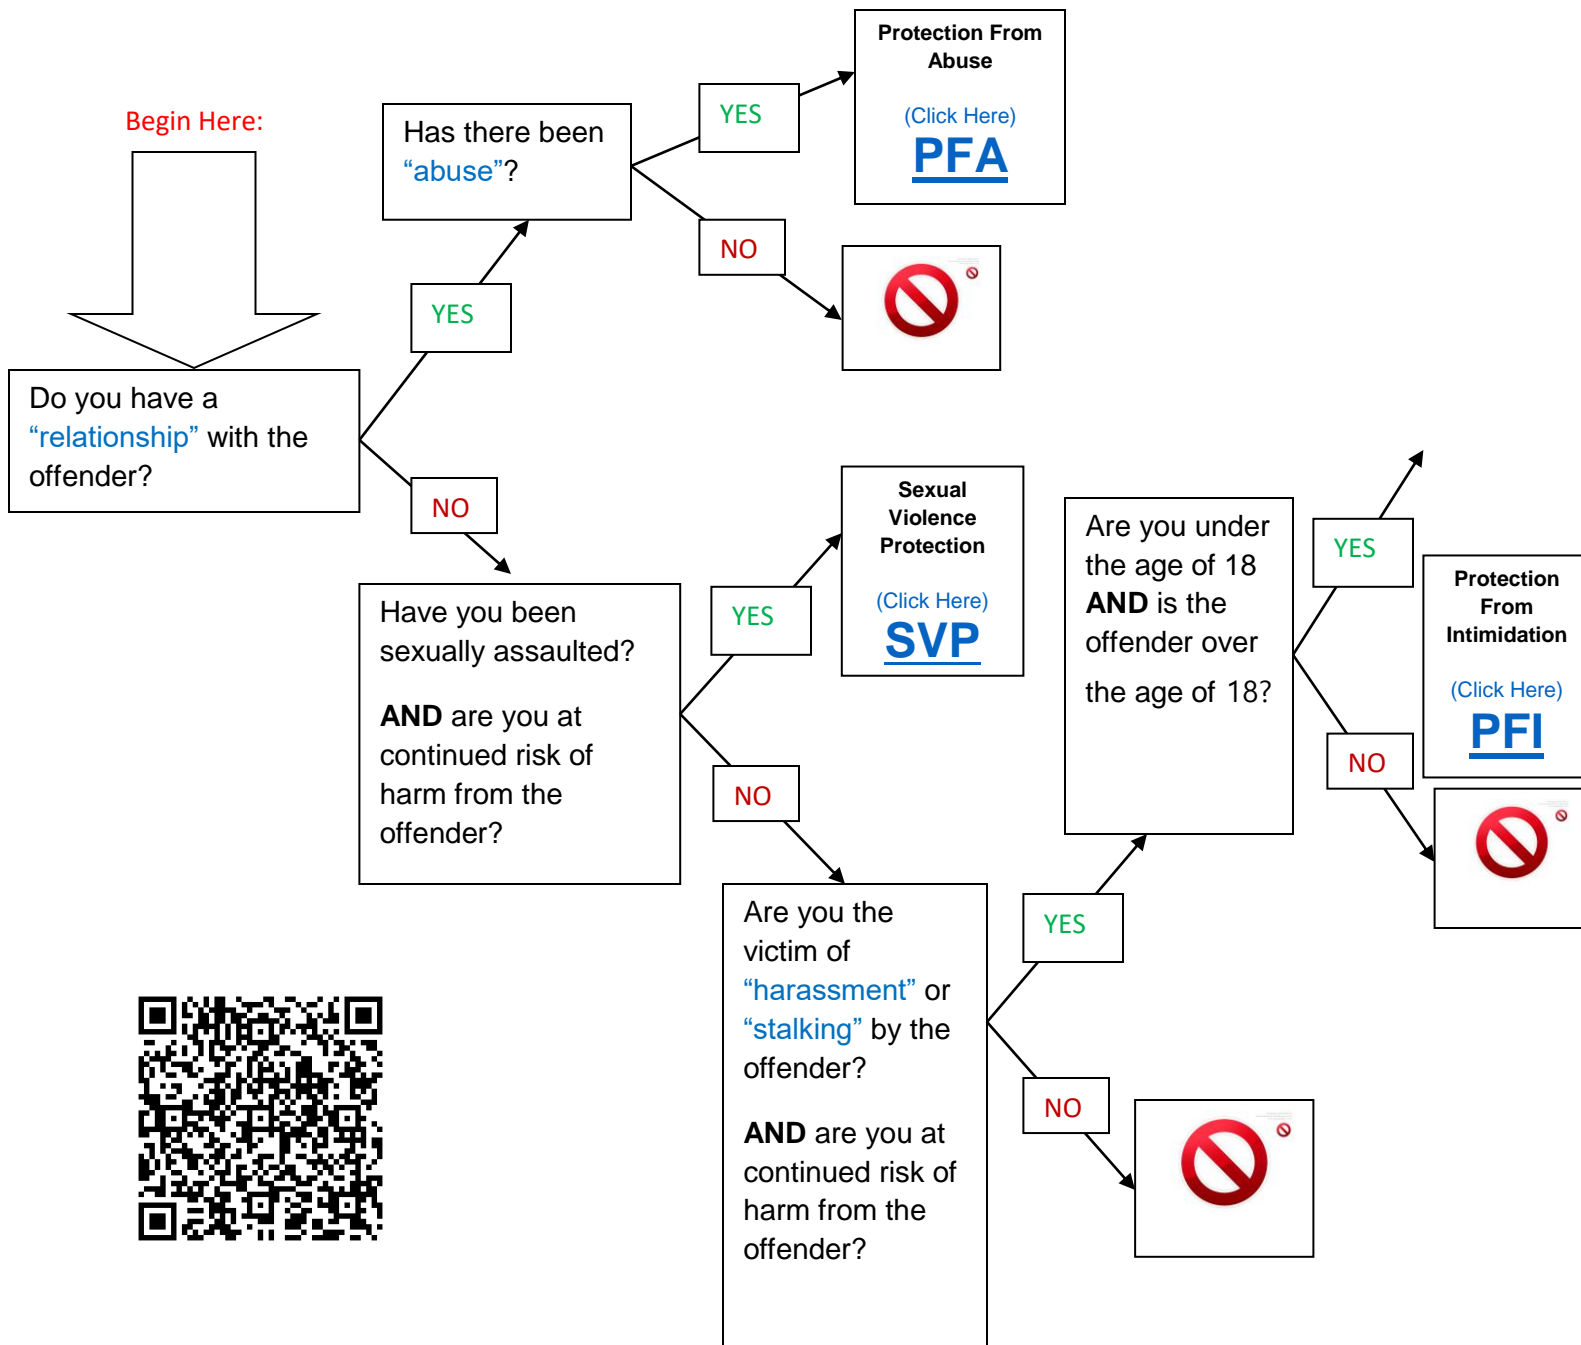 Begin Here:
Do you have a
“relationship” with the
offender?
YES
NO
Has there been
“abuse”?
YES
NO
Protection From
Abuse
(Click Here)
PFA
Have you been
sexually assaulted?
AND are you at
continued risk of
harm from the
offender?
YES
NO
Sexual
Violence
Protection
(Click Here)
SVP
Are you the
victim of
“harassment” or
“stalking” by the
offender?
AND are you at
continued risk of
harm from the
offender?
YES
NO
Are you under
the age of 18
AND is the
offender over
the age of 18?
YES
NO
Protection
From
Intimidation
(Click Here)
PFI